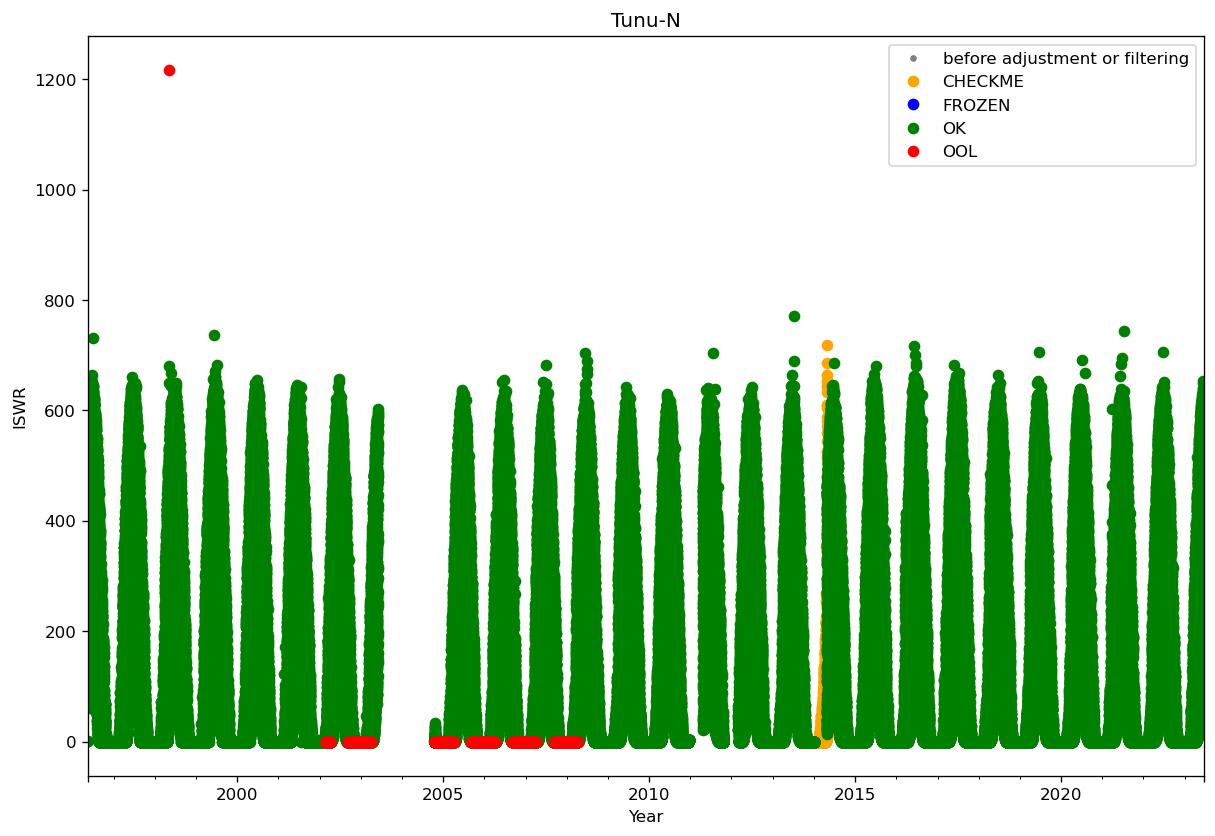 Tunu-N
before adjustment or filtering
CHECKME
FROZEN
OK
OOL
ISWR
1200
1000
800
600
400
200
0
2000 2005 2010 2015 2020
Year